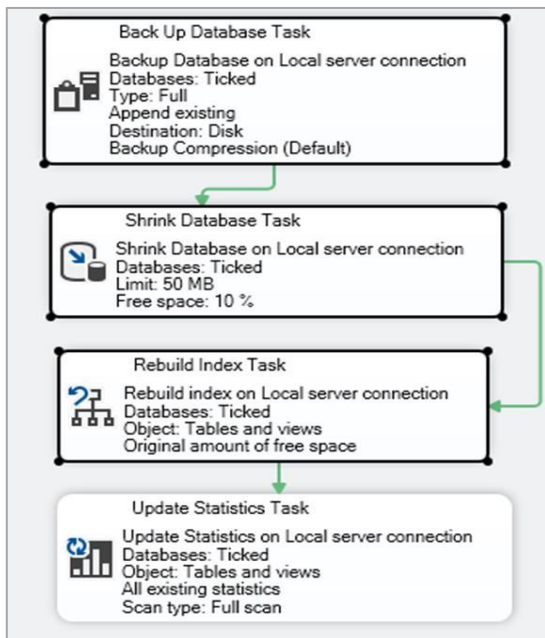 Back Up Database Task
Backup Database on Local server connection
Databases: Ticked
Type: Full
Append existing
Destination: Disk
Backup Compression (Default)
Shrink Database Task
Shrink Database on Local server connection
Databases: Ticked
Limit: 50 MB
Free space: 10 %
Rebuild Index Task
Rebuild index on Local server connection
Databases: Ticked
Object: Tables and views
Original amount of free space
Update Statistics Task
Update Statistics on Local server connection
Databases: Ticked
Object: Tables and views
All existing statistics
Scan type: Full scan